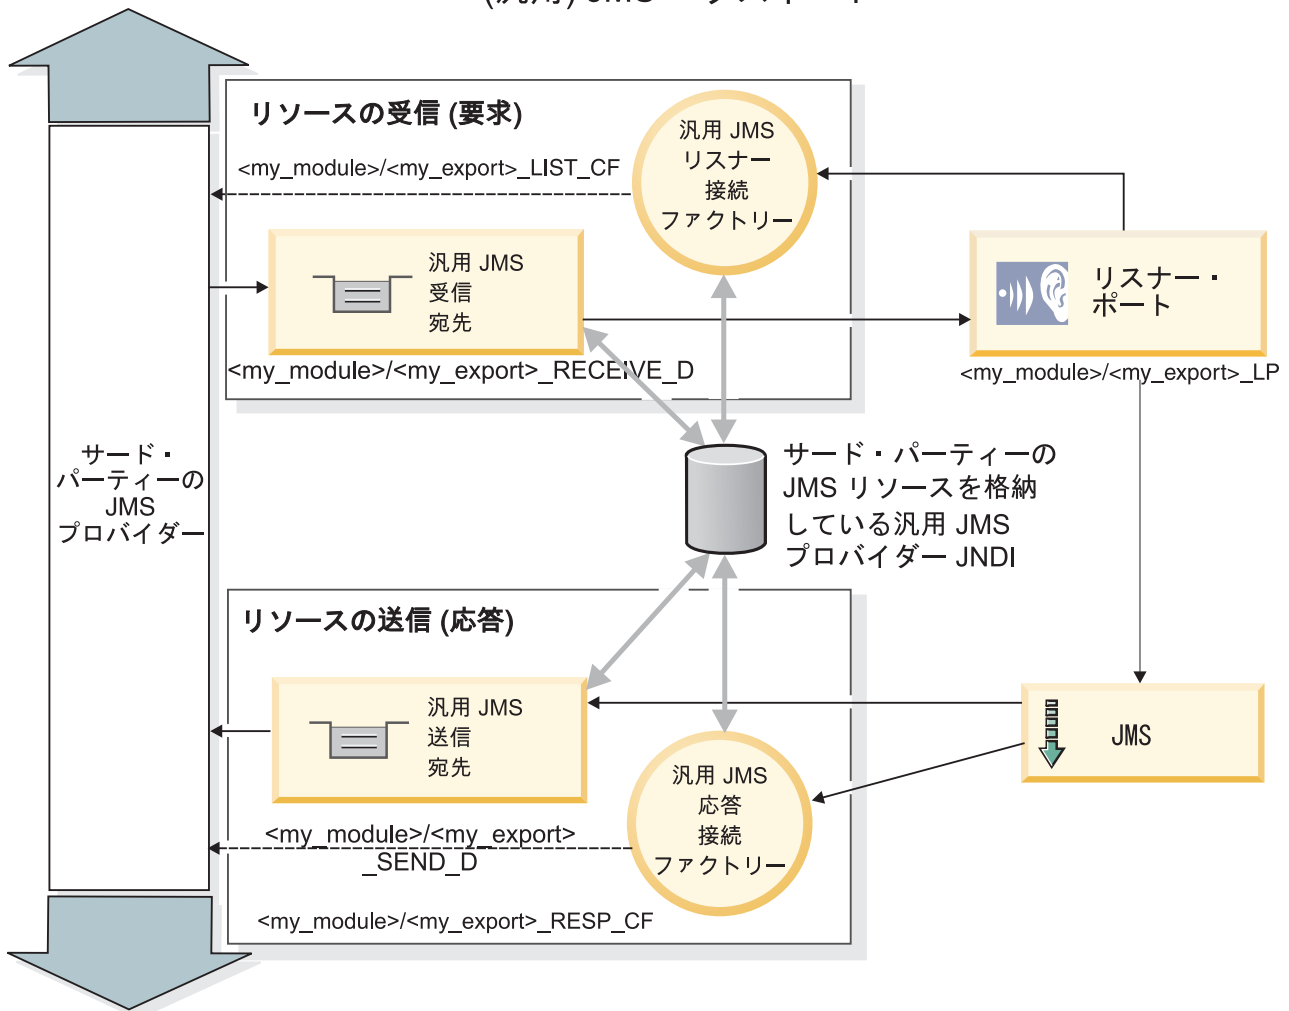 (汎用) JMS
リソースの受信 (要求)
汎用 JMS
リスナー
接続
ファクトリー
<my_module>/<my_export>_LIST_CF
汎用 JMS
受信
宛先
<my_module>/<my_export>_RECEIVE_D
リスナー・
ポート
<my_module>/<my_export>_LP
サード・
パーティーの
JMS
プロバイダー
サード・パーティーの
JMS リソースを格納
している汎用 JMS
プロバイダー JNDI
リソースの送信 (応答)
汎用 JMS
送信
宛先
<my_module>/<my_export>
_SEND_D
汎用 JMS
応答
接続
ファクトリー
<my_module>/<my_export>_RESP_CF
JMS